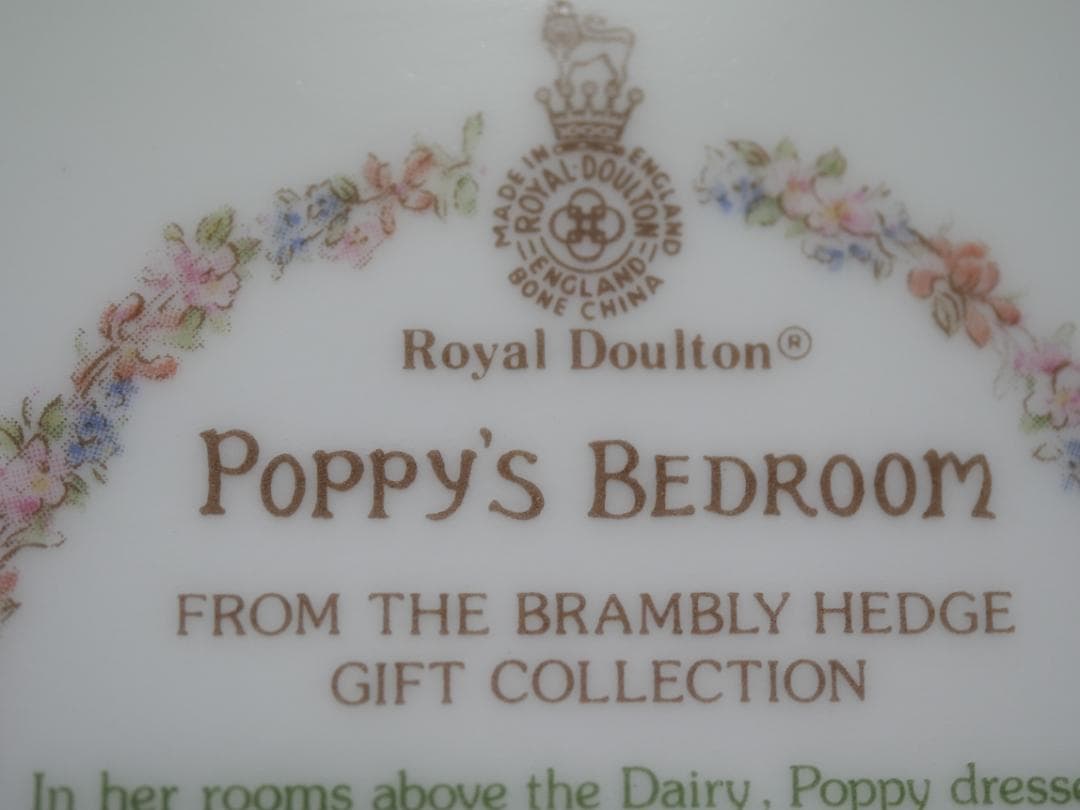 MADE IN ENGLAND
ROYAL·DOULTON
ENGLAND
BONE CHINA
Royal Doulton®
POPPY'S BEDROOM
FROM THE BRAMBLY HEDGE
GIFT COLLECTION
In her rooms above the Dairy, Poppy dresse